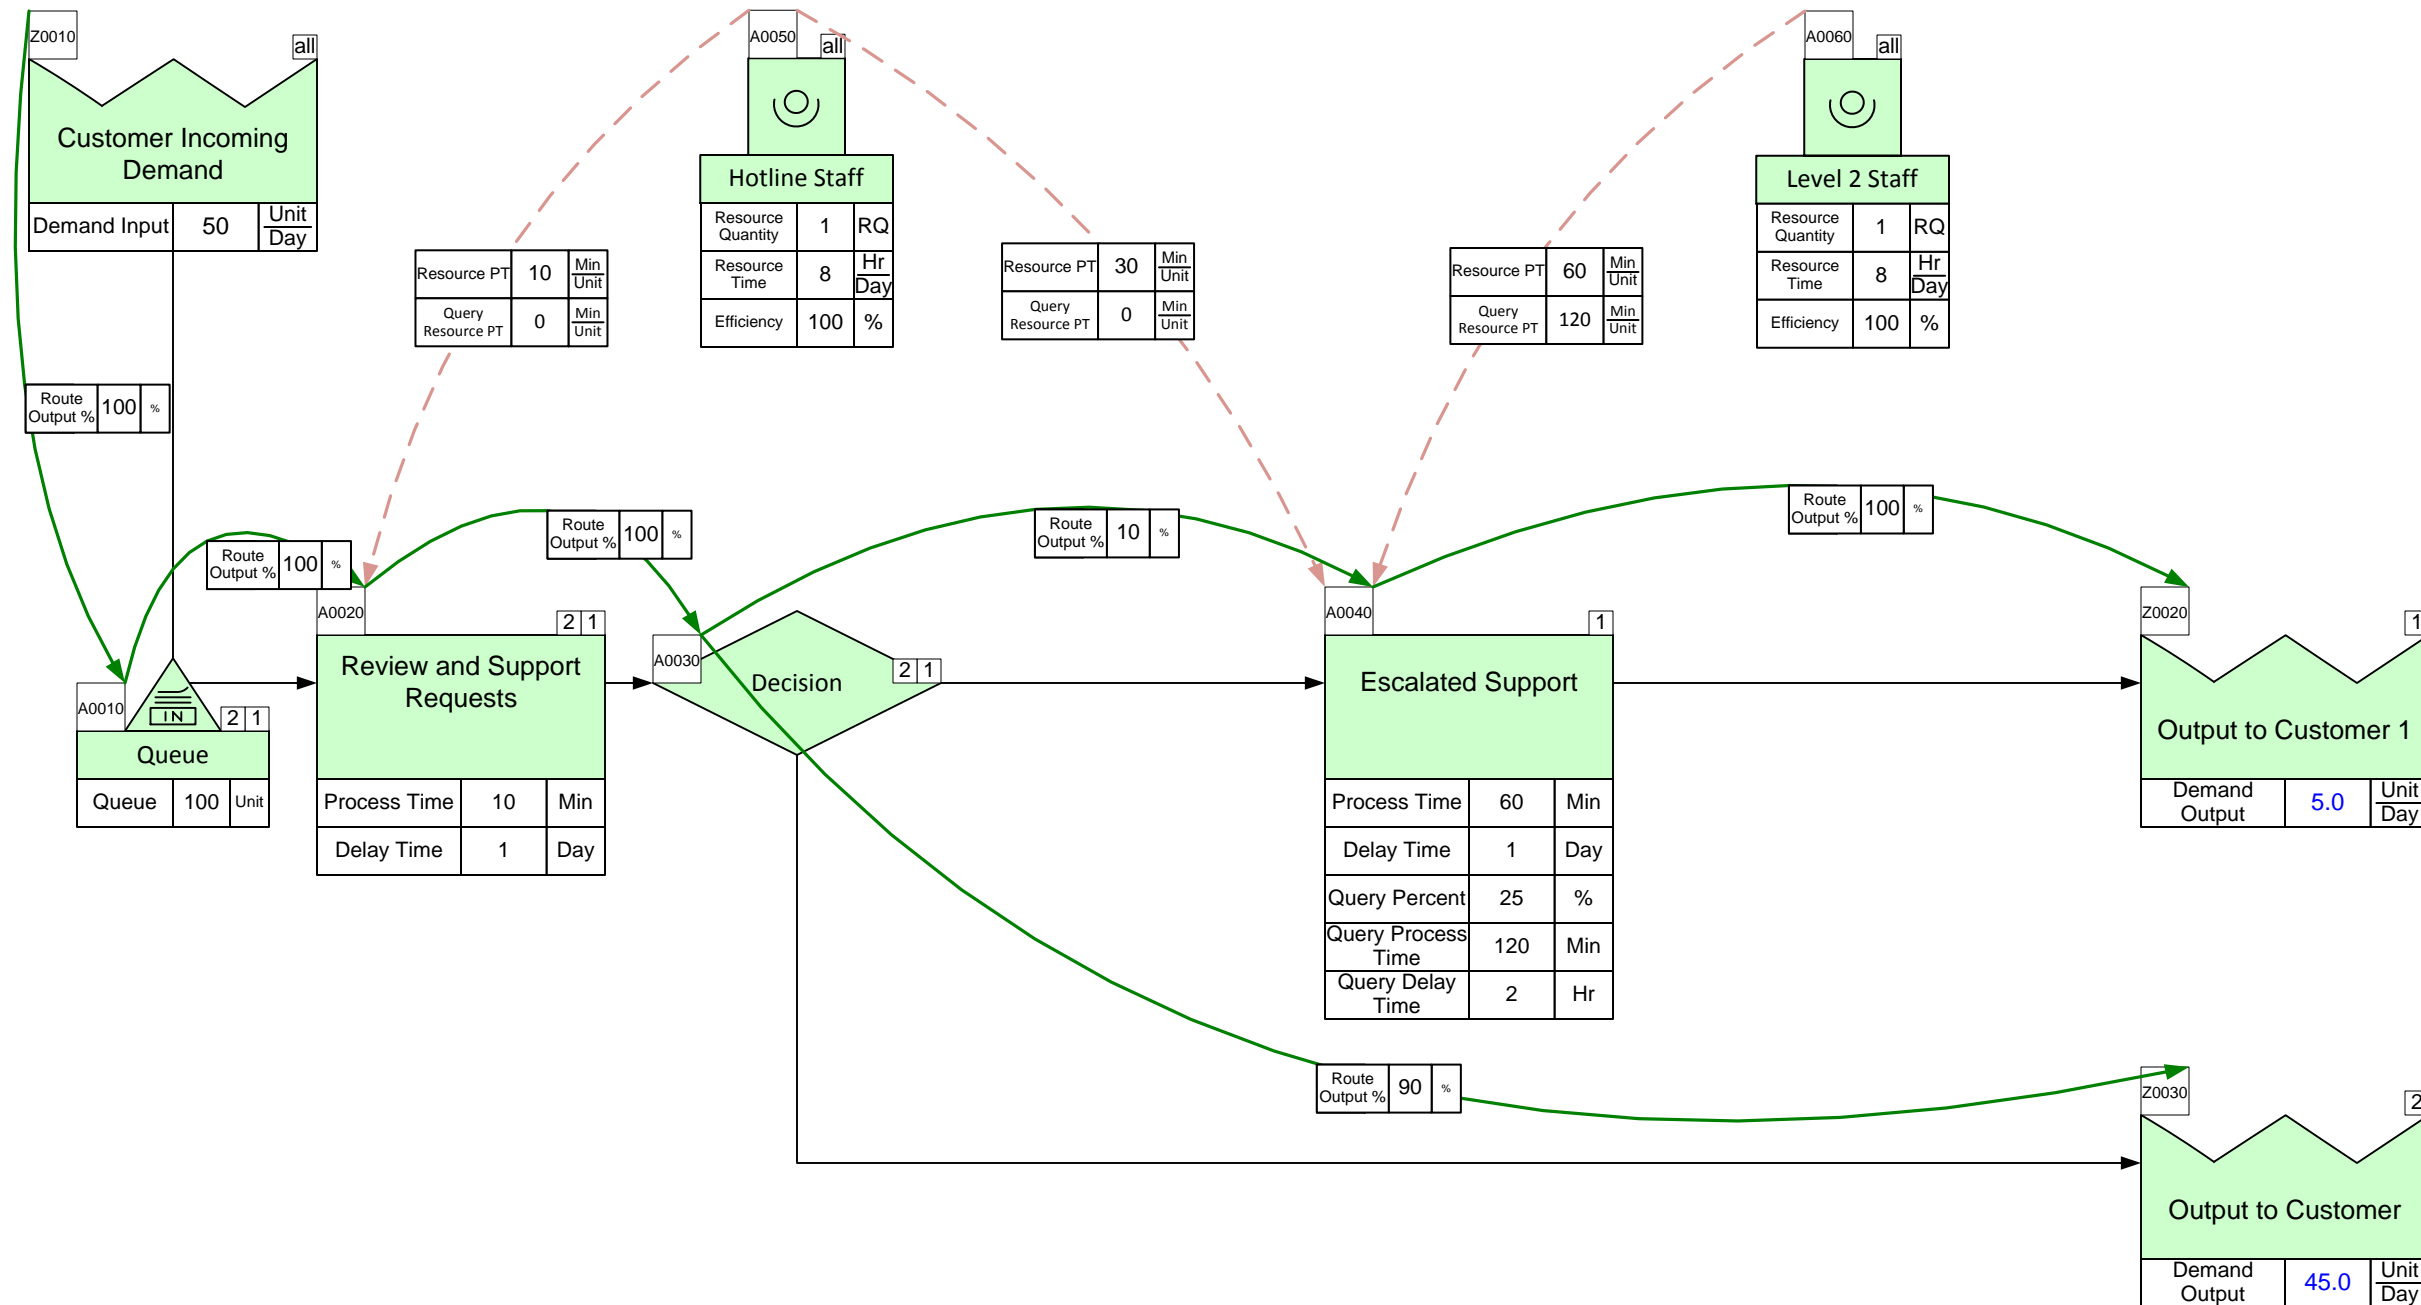 Z0010
all
Customer Incoming
Demand
Demand Input 50 Unit
Day
A0050
all
Hotline Staff
Resource
Quantity 1 RQ
Resource
Time 8 Hr
Day
Efficiency 100 %
A0060
all
Level 2 Staff
Resource
Quantity 1 RQ
Resource
Time 8 Hr
Day
Efficiency 100 %
Resource PT 10 Min
Unit
Query
Resource PT 0 Min
Unit
Resource PT 30 Min
Unit
Query
Resource PT 0 Min
Unit
Resource PT 60 Min
Unit
Query
Resource PT 120 Min
Unit
Route
Output % 100 %
Route
Output % 100 %
Route
Output % 100 %
Route
Output % 10 %
Route
Output % 100 %
A0010
IN
2 1
Queue
Queue 100 Unit
A0020
2 1
Review and Support
Requests
Process Time 10 Min
Delay Time 1 Day
A0030
2 1
Decision
A0040
1
Escalated Support
Process Time 60 Min
Delay Time 1 Day
Query Percent 25 %
Query Process
Time 120 Min
Query Delay
Time 2 Hr
Z0020
1
Output to Customer 1
Demand
Output 5.0 Unit
Day
Route
Output % 90 %
Z0030
2
Output to Customer
Demand
Output 45.0 Unit
Day